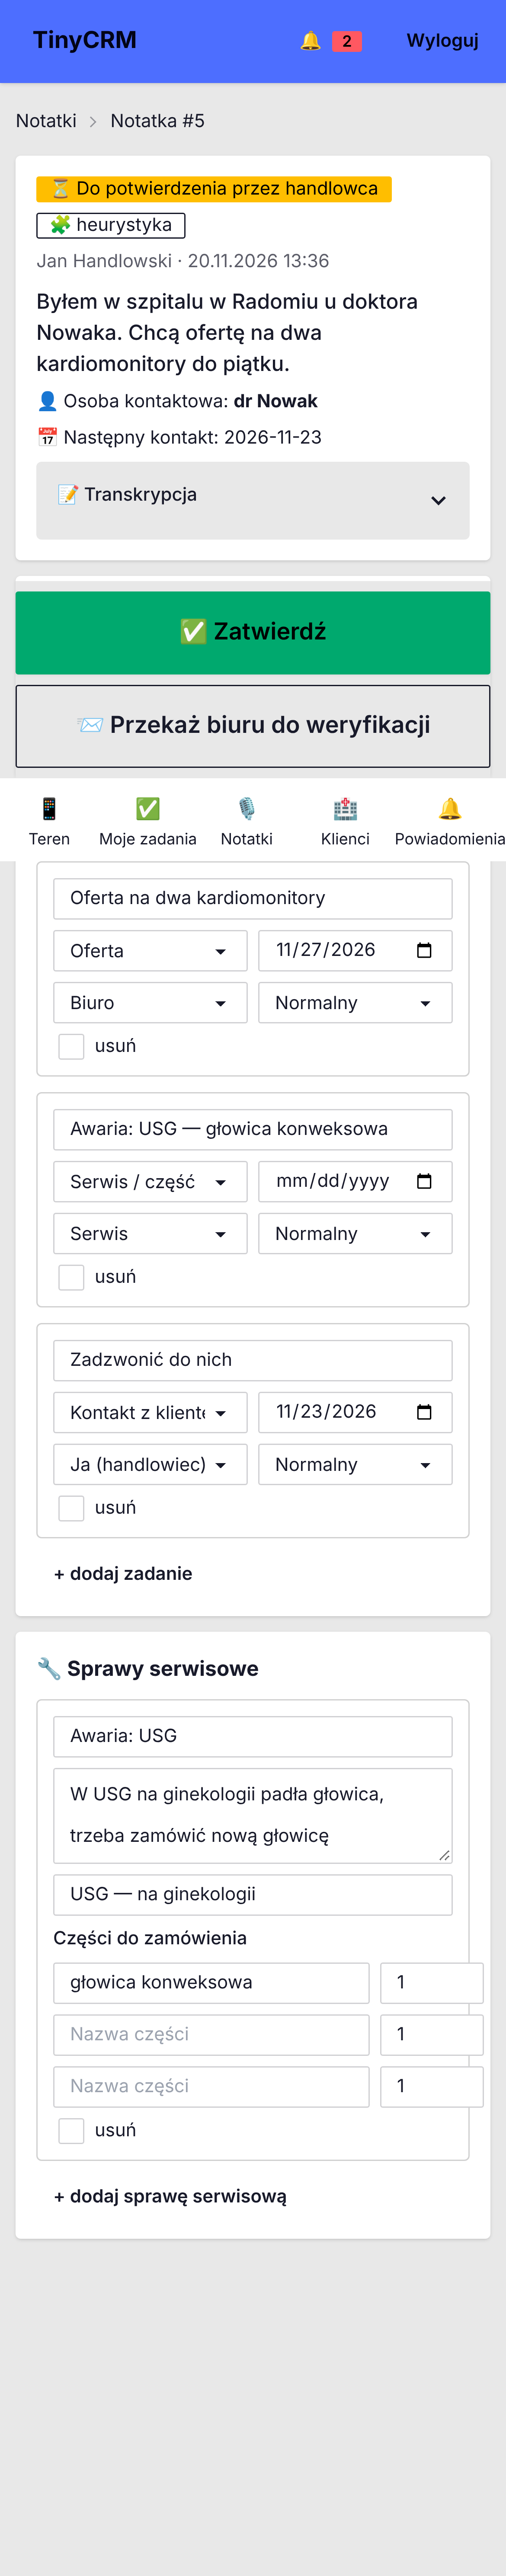 TinyCRM
2
Wyloguj
Notatki
Notatka #5
Do potwierdzenia przez handlowca
heurystyka
Jan Handlowski · 20.11.2026 13:36
Byłem w szpitalu w Radomiu u doktora
Nowaka. Chcą ofertę na dwa
kardiomonitory do piątku.
Osoba kontaktowa: dr Nowak
Następny kontakt: 2026-11-23
Transkrypcja
Zatwierdź
Przekaż biuru do weryfikacji
Teren
Moje zadania
Notatki
Klienci
Powiadomienia
Oferta na dwa kardiomonitory
Oferta
11/27/2026
Biuro
Normalny
usuń
Awaria: USG — głowica konweksowa
Serwis / część
mm/dd/yyyy
Serwis
Normalny
usuń
Zadzwonić do nich
Kontakt z kliente
11/23/2026
Ja (handlowiec)
Normalny
usuń
+ dodaj zadanie
Sprawy serwisowe
Awaria: USG
W USG na ginekologii padła głowica,
trzeba zamówić nową głowicę
USG — na ginekologii
Części do zamówienia
głowica konweksowa
1
Nazwa części
1
Nazwa części
1
usuń
+ dodaj sprawę serwisową